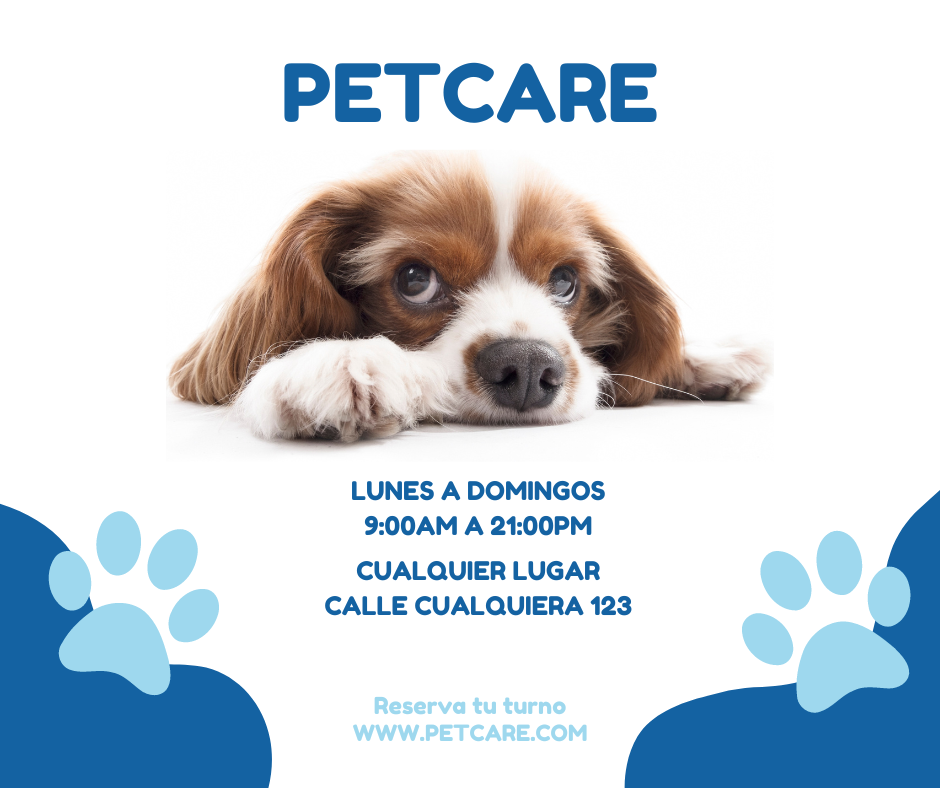 PETCARE
LUNES A DOMINGOS
9:00AM A 21:00PM
CUALQUIER LUGAR
CALLE CUALQUIERA 123
Reserva tu turno
WWW.PETCARE.COM